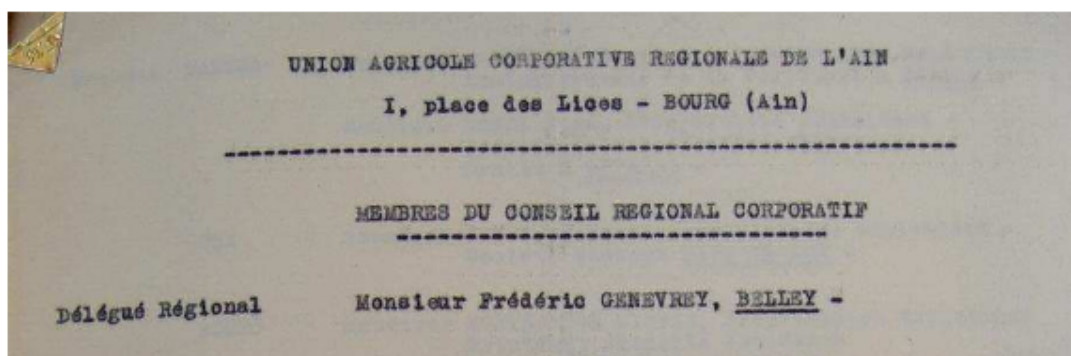 UNION AGRICOLE CORPORATIVE REGIONALE DE L'AIN
I, place des Lices - BOURG (Ain)
MEMBRES DU CONSEIL REGIONAL CORPORATIF
Délégué Régional Monsieur Frédéric GENEVREY, BELLEY -